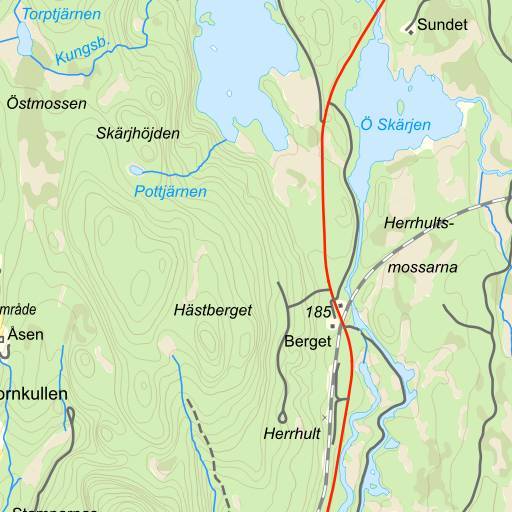 Torptjärnen
Sundet
Kungsb.
Östmossen
Skärjhöjden
Ö Skärjen
Pottjärnen
Herrhults-
mossarna
område
Hästberget
185
Åsen
Berget
ornkullen
Herrhult